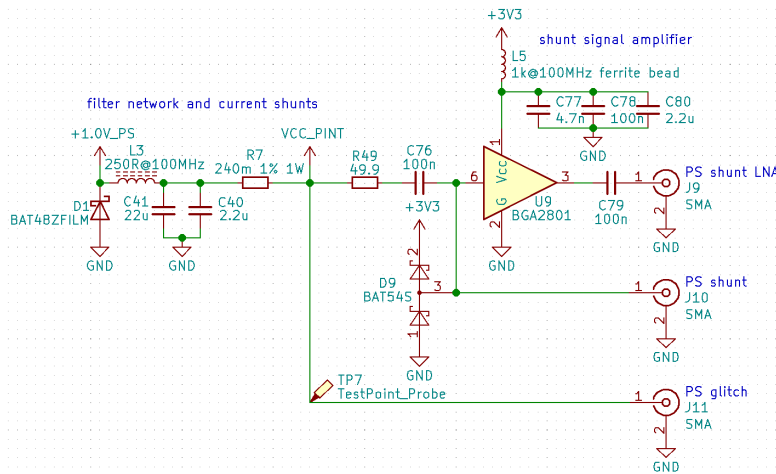 +3V3
shunt signal amplifier
L5
1k@100MHz ferrite bead
filter network and current shunts
C77
4.7n
C78
100n
C80
2.2u
GND
+1.0V_PS
L3
250R@100MHz
R7
240m 1% 1W
VCC_PINT
R49
49.9
C76
100n
1
6
Vcc
G
3
2
U9
BGA2801
GND
C79
100n
1
2
PS shunt LNA
J9
SMA
GND
D1
BAT48ZFILM
GND
C41
22u
C40
2.2u
GND
+3V3
2
D9
BAT54S
3
1
GND
1
2
PS shunt
J10
SMA
GND
TP7
TestPoint_Probe
1
2
PS glitch
J11
SMA
GND